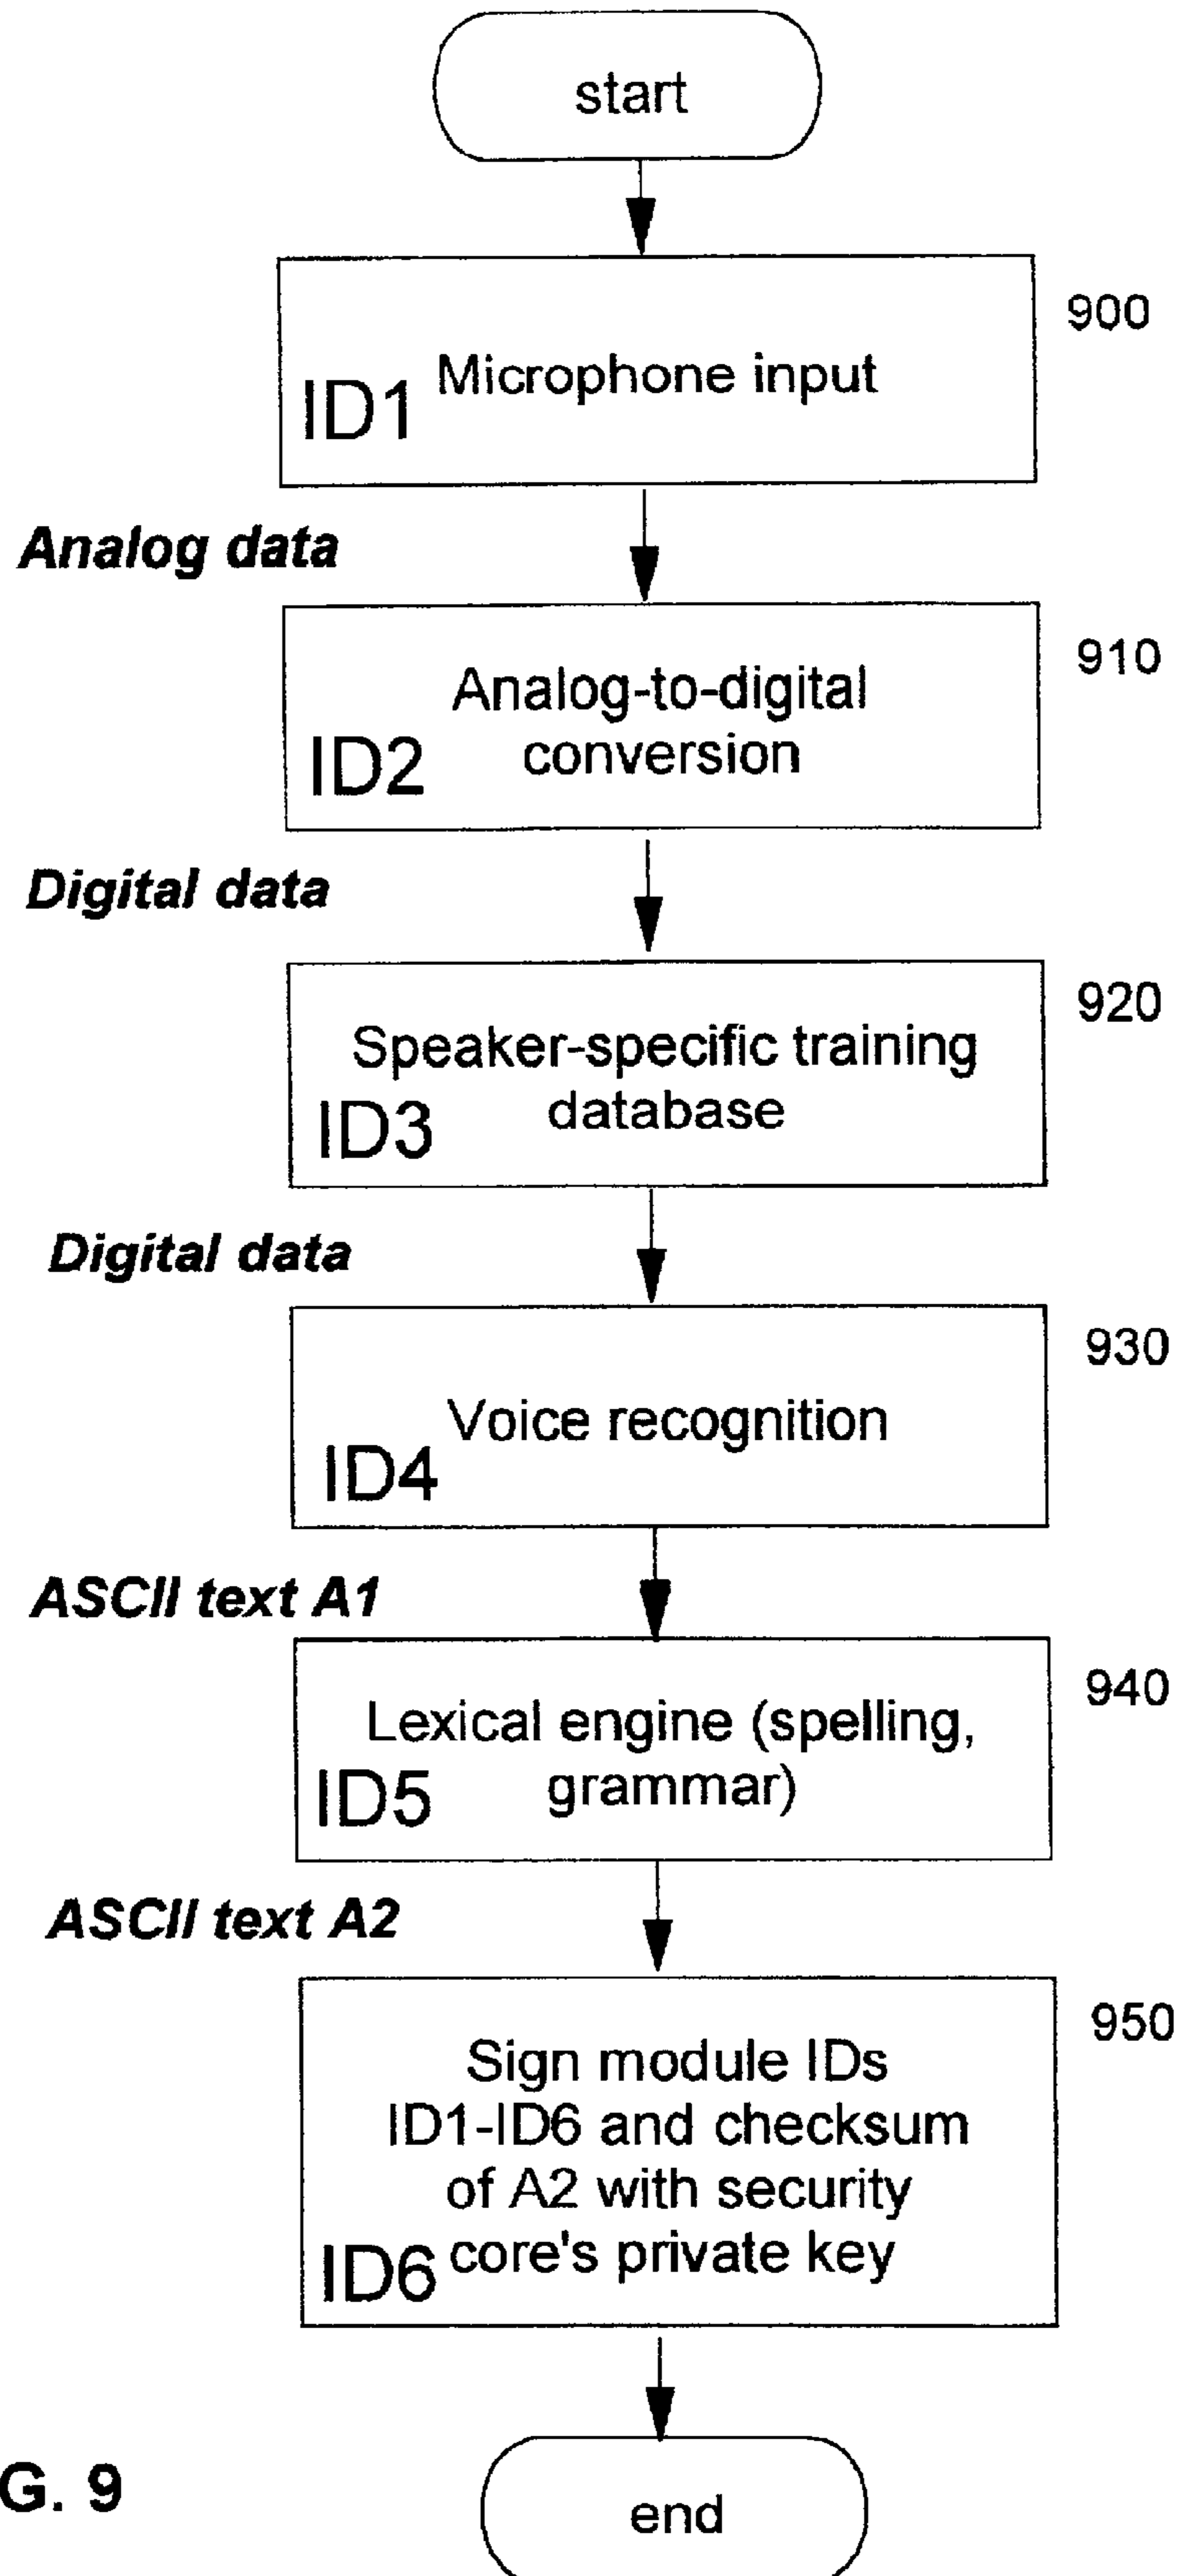 start
900
Microphone input
ID1
Analog data
910
Analog-to-digital
conversion
ID2
Digital data
920
Speaker-specific training
database
ID3
Digital data
930
Voice recognition
ID4
ASCII text A1
940
Lexical engine (spelling,
grammar)
ID5
ASCII text A2
950
Sign module IDs
ID1-ID6 and checksum
of A2 with security
core's private key
ID6
G. 9
end